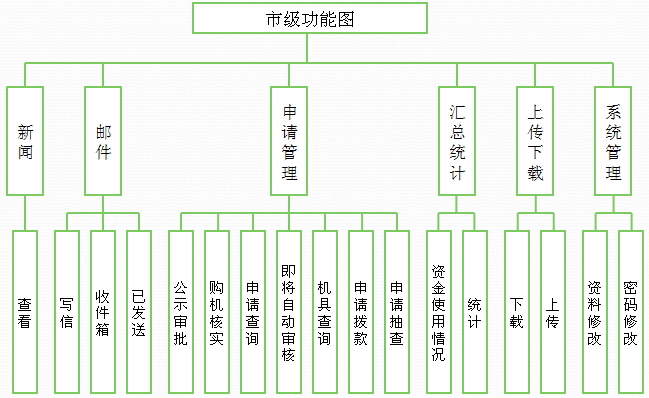 市级功能图
新闻
邮件
申请管理
汇总统计
上传下载
系统管理
查看
写信
收件箱
已发送
公示审批
购机核实
申请查询
即将自动审核
机具查询
申请拨款
申请抽查
资金使用情况
统计
下载
上传
资料修改
密码修改